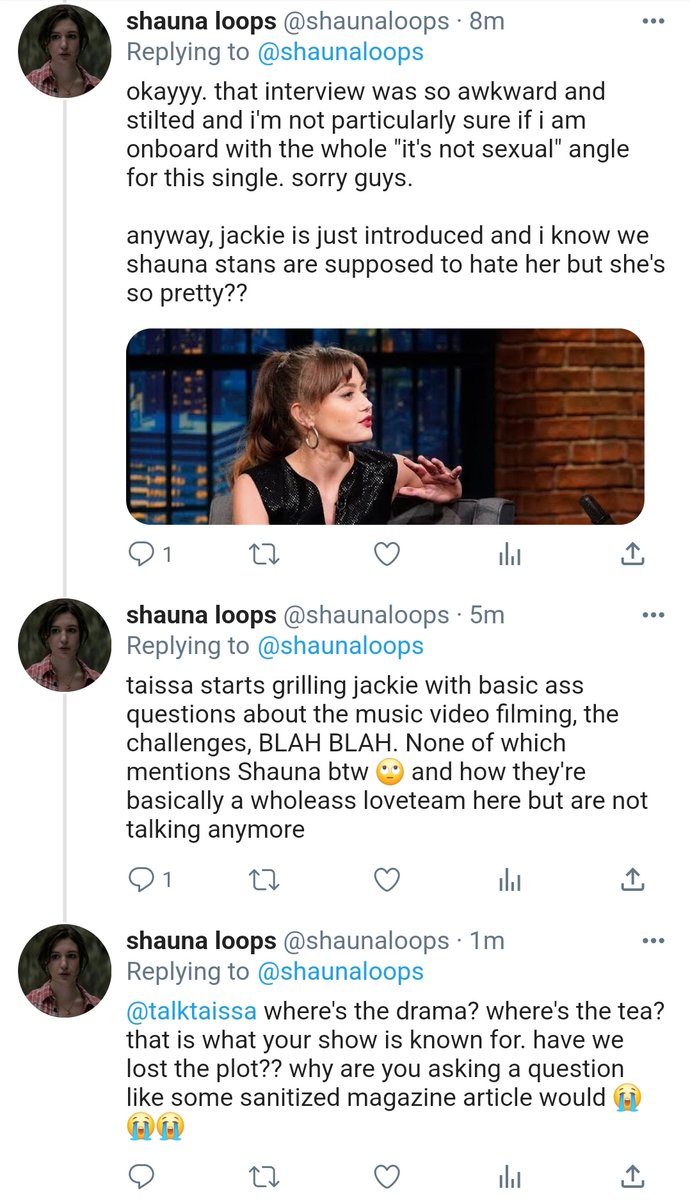 shauna loops @shaunaloops · 8m
Replying to @shaunaloops
okayyy. that interview was so awkward and
stilted and i'm not particularly sure if i am
onboard with the whole "it's not sexual" angle
for this single. sorry guys.
anyway, jackie is just introduced and i know we
shauna stans are supposed to hate her but she's
so pretty??
1
shauna loops @shaunaloops · 5m
Replying to @shaunaloops
taissa starts grilling jackie with basic ass
questions about the music video filming, the
challenges, BLAH BLAH. None of which
mentions Shauna btw 🙄 and how they're
basically a wholeass loveteam here but are not
talking anymore
1
shauna loops @shaunaloops · 1m
Replying to @shaunaloops
@talktaissa where's the drama? where's the tea?
that is what your show is known for. have we
lost the plot?? why are you asking a question
like some sanitized magazine article would 😭
😭😭